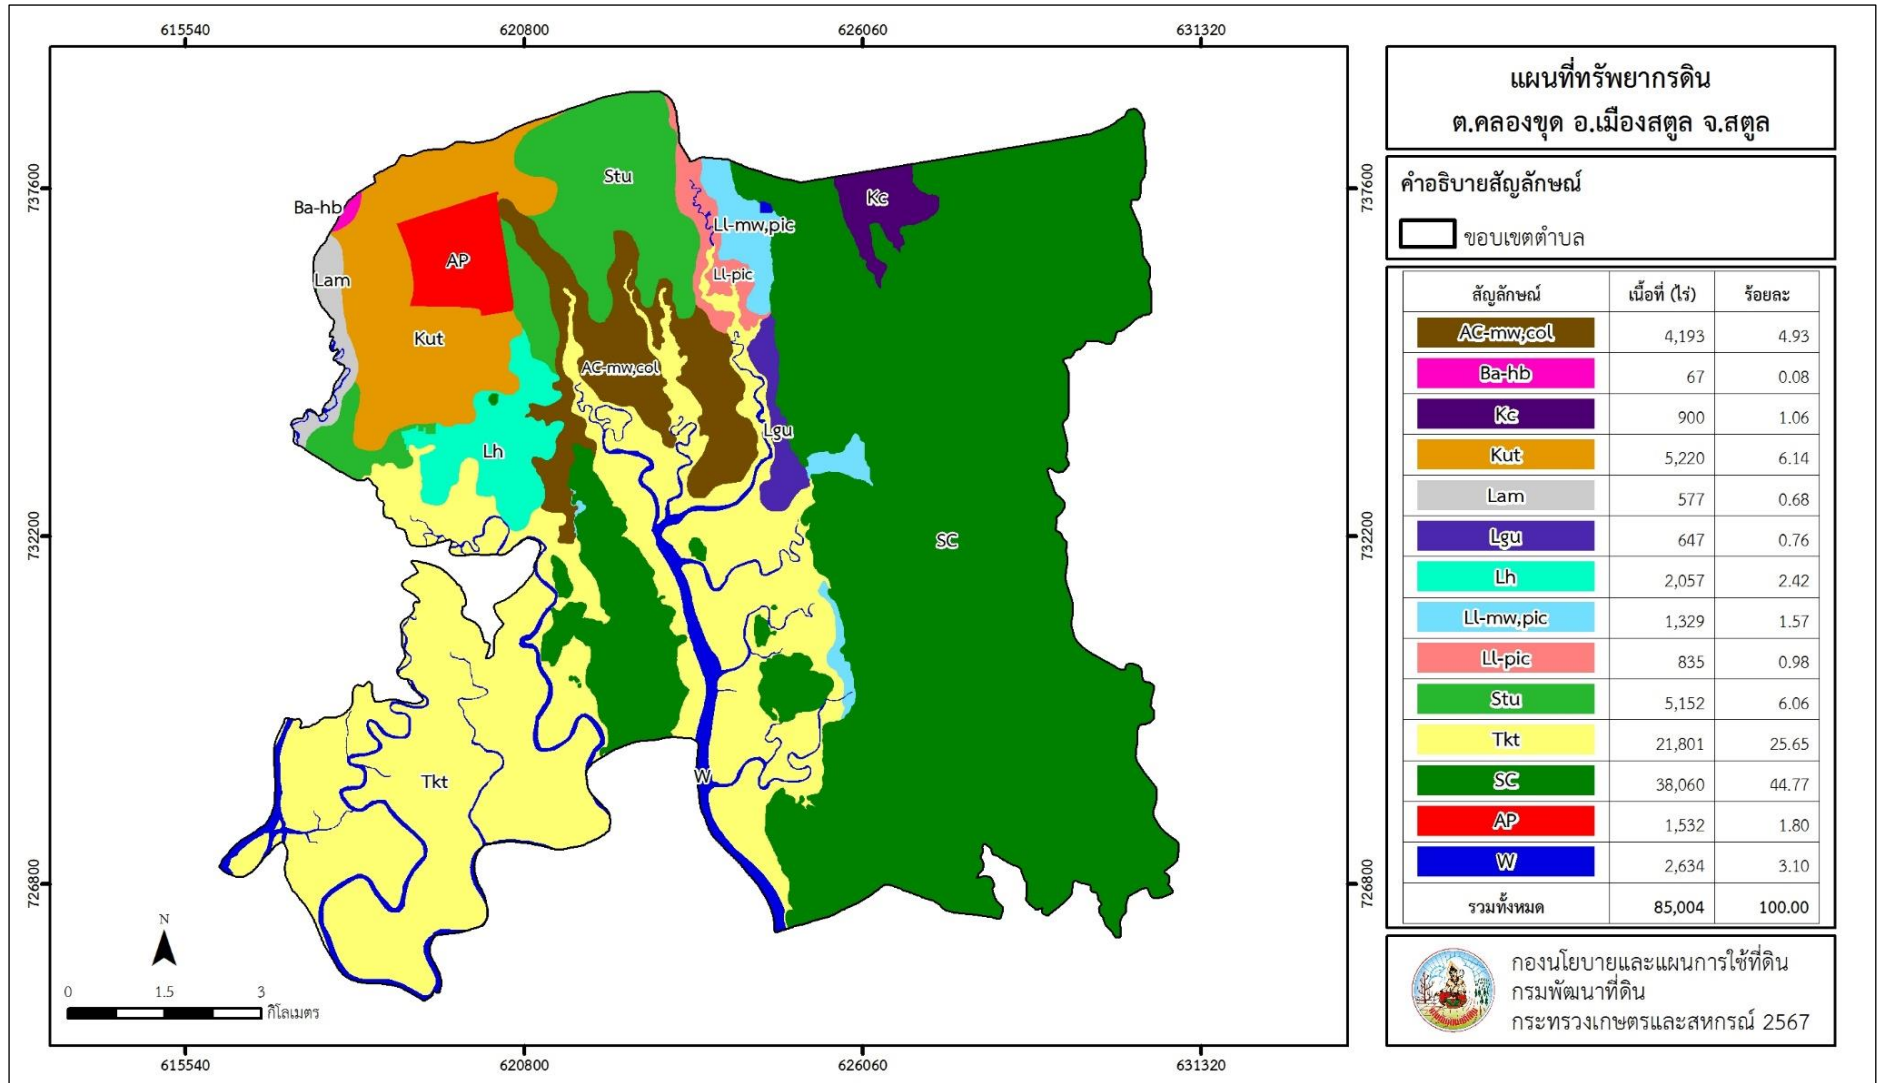 615540 620800 626060 631320
แผนที่ทรัพยากรดิน
ต.คลองขุด อ.เมืองสตูล จ.สตูล
คำอธิบายสัญลักษณ์
ขอบเขตตำบล
สัญลักษณ์ เนื้อที่ (ไร่) ร้อยละ
AC-mw,col 4,193 4.93
Ba-hb 67 0.08
Kc 900 1.06
Kut 5,220 6.14
Lam 577 0.68
Lgu 647 0.76
Lh 2,057 2.42
Ll-mw,pic 1,329 1.57
Ll-pic 835 0.98
Stu 5,152 6.06
Tkt 21,801 25.65
SC 38,060 44.77
AP 1,532 1.80
W 2,634 3.10
รวมทั้งหมด 85,004 100.00
กองนโยบายและแผนการใช้ที่ดิน
กรมพัฒนาที่ดิน
กระทรวงเกษตรและสหกรณ์ 2567
737600 737600
Stu
Kc
Ba-hb
Ll-mw,pic
AP
Ll-pic
Lam
Kut
AC-mw,col
Lgu
Lh
732200 SC 732200
W
Tkt
726800 726800
N
0 1.5 3
กิโลเมตร
615540 620800 626060 631320